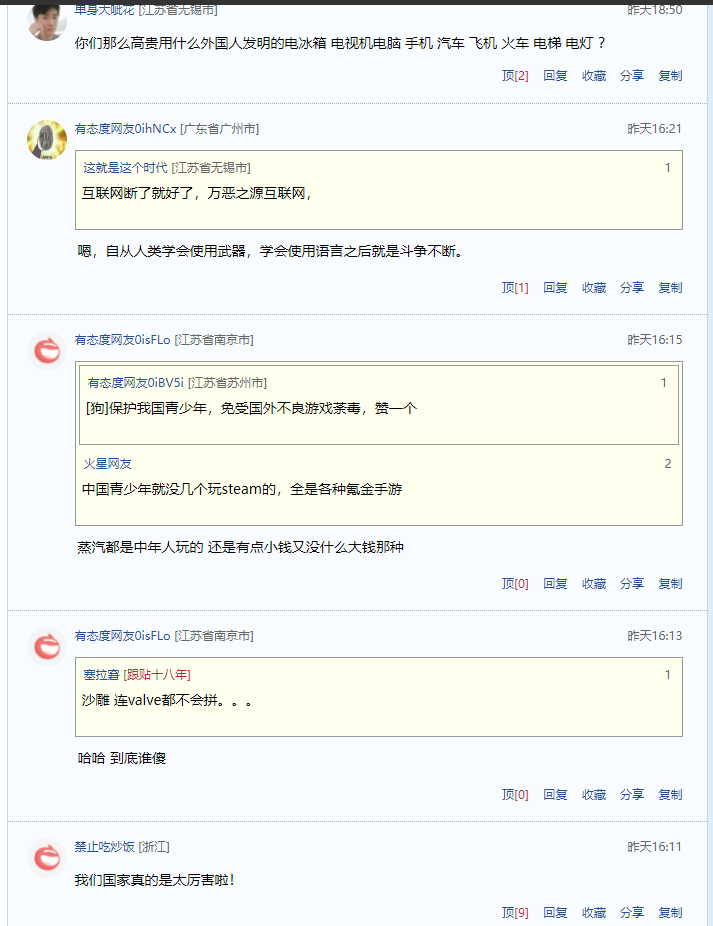 单身大呲花 [江苏省无锡市] 昨天18:50
你们那么高贵用什么外国人发明的电冰箱 电视机电脑 手机 汽车 飞机 火车 电梯 电灯 ？
顶[2] 回复 收藏 分享 复制
有态度网友0ihNCx [广东省广州市] 昨天16:21
这就是这个时代 [江苏省无锡市] 1
互联网断了就好了，万恶之源互联网，
嗯，自从人类学会使用武器，学会使用语言之后就是斗争不断。
顶[1] 回复 收藏 分享 复制
有态度网友0isFLo [江苏省南京市] 昨天16:15
有态度网友0iBV5i [江苏省苏州市] 1
[狗]保护我国青少年，免受国外不良游戏荼毒，赞一个
火星网友 2
中国青少年就没几个玩steam的，全是各种氪金手游
蒸汽都是中年人玩的 还是有点小钱又没什么大钱那种
顶[0] 回复 收藏 分享 复制
有态度网友0isFLo [江苏省南京市] 昨天16:13
塞拉窘 [跟贴十八年] 1
沙雕 连valve都不会拼。。。
哈哈 到底谁傻
顶[0] 回复 收藏 分享 复制
禁止吃炒饭 [浙江] 昨天16:11
我们国家真的是太厉害啦！
顶[9] 回复 收藏 分享 复制